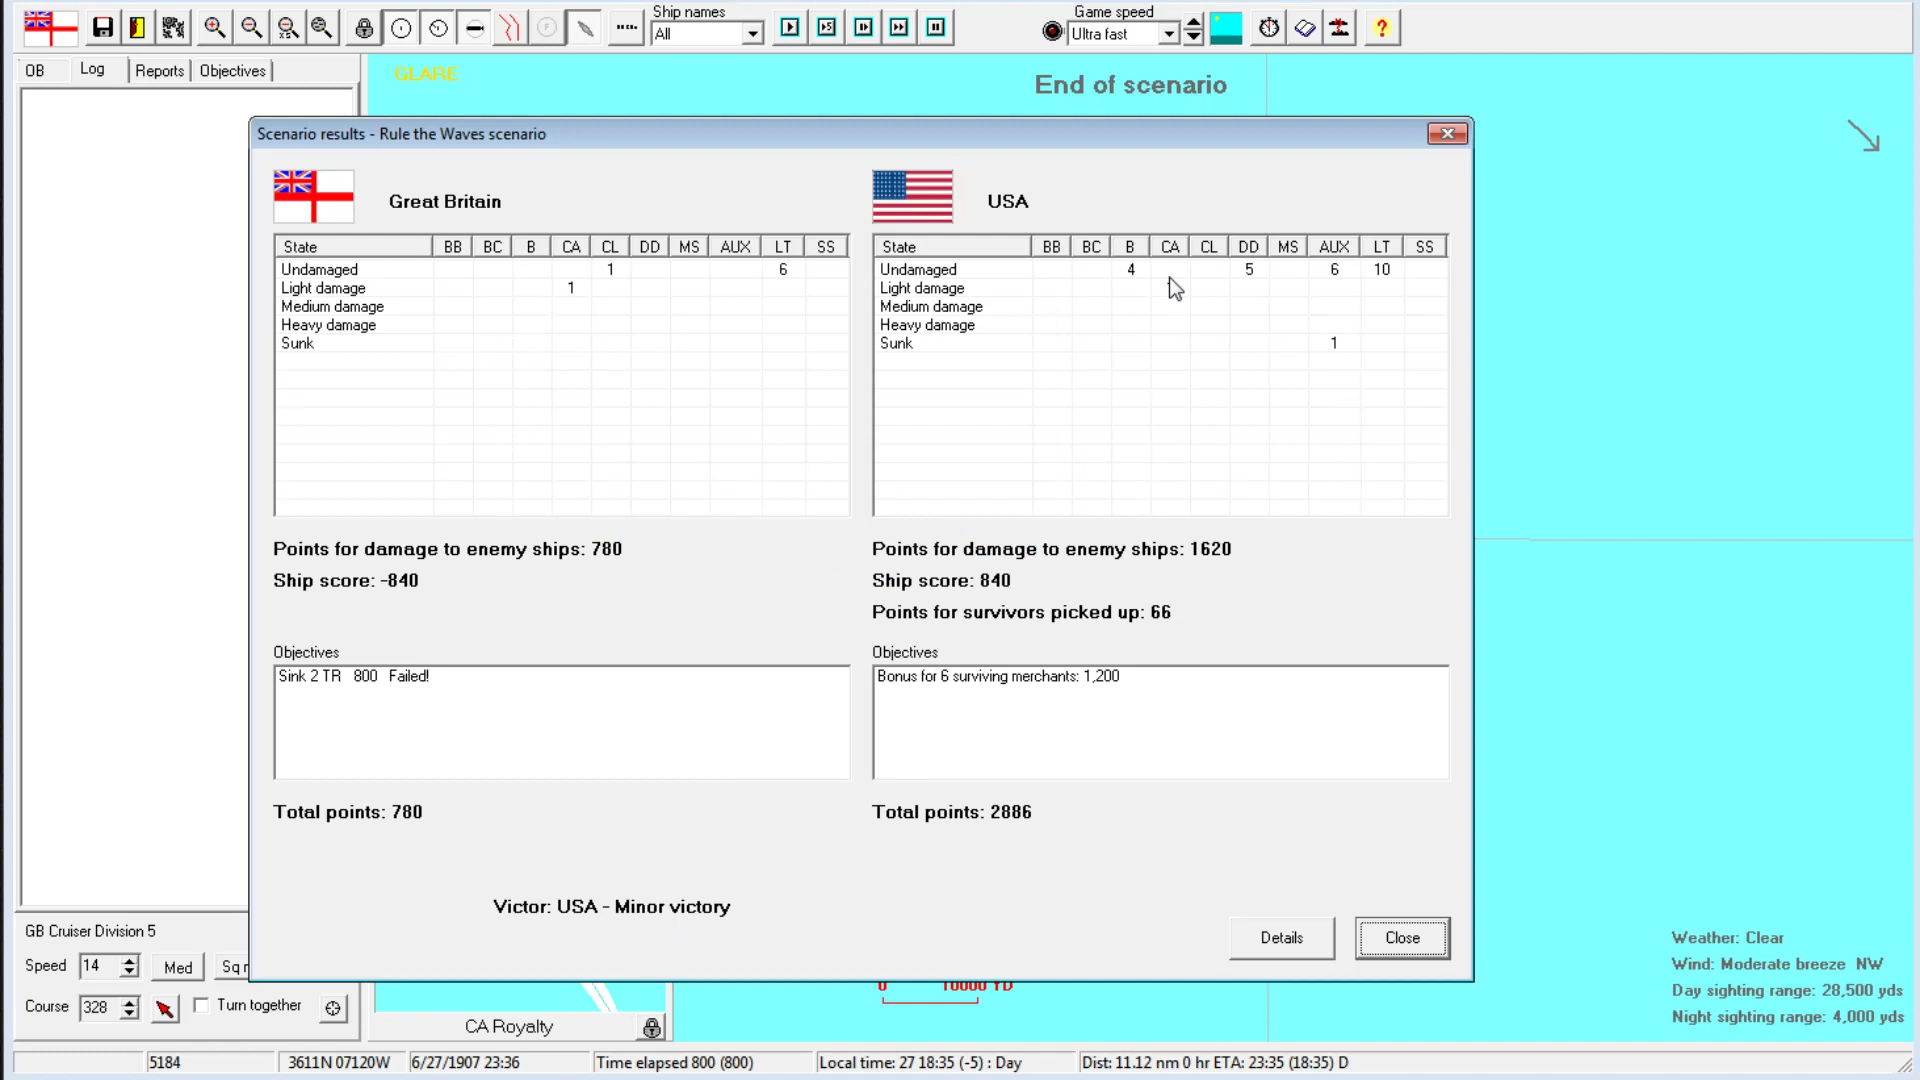 Ship names
All
Game speed
Ultra fast
OB Log Reports Objectives
GLARE
End of scenario
Scenario results - Rule the Waves scenario
Great Britain
State BB BC B CA CL DD MS AUX LT SS
Undamaged 1 6
Light damage 1
Medium damage
Heavy damage
Sunk
Points for damage to enemy ships: 780
Ship score: -840
Objectives
Sink 2 TR 800 Failed!
Total points: 780
USA
State BB BC B CA CL DD MS AUX LT SS
Undamaged 4 5 6 10
Light damage
Medium damage
Heavy damage
Sunk 1
Points for damage to enemy ships: 1620
Ship score: 840
Points for survivors picked up: 66
Objectives
Bonus for 6 surviving merchants: 1,200
Total points: 2886
Victor: USA - Minor victory
Details Close
GB Cruiser Division 5
Speed 14 Med
Course 328 Turn together
CA Royalty
0 10000 YD
Weather: Clear
Wind: Moderate breeze NW
Day sighting range: 28,500 yds
Night sighting range: 4,000 yds
5184 3611N 07120W 6/27/1907 23:36 Time elapsed 800 (800) Local time: 27 18:35 (-5) : Day Dist: 11.12 nm 0 hr ETA: 23:35 (18:35) D